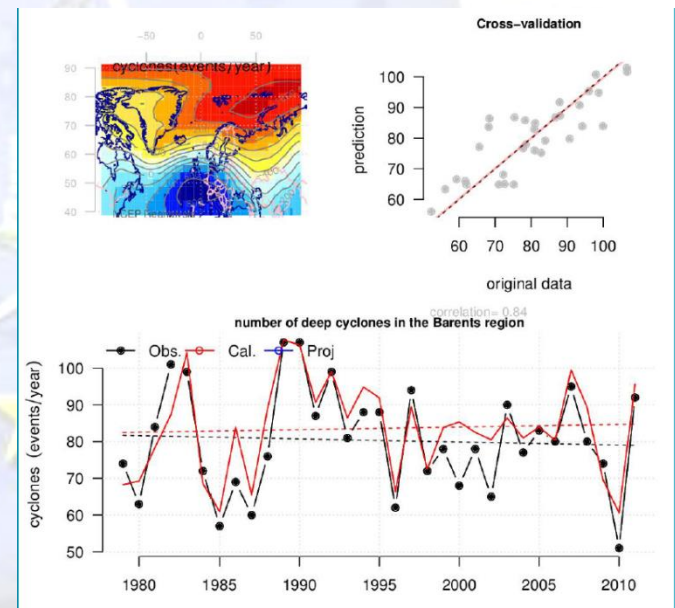 Cross-validation
−50 0 50
cyclones(events/year)
90
80
70
60
50
40
prediction
100
90
80
70
60
60 70 80 90 100
original data
correlation= 0.84
number of deep cyclones in the Barents region
Obs. Cal. Proj
cyclones (events/year)
100
90
80
70
60
50
1980 1985 1990 1995 2000 2005 2010